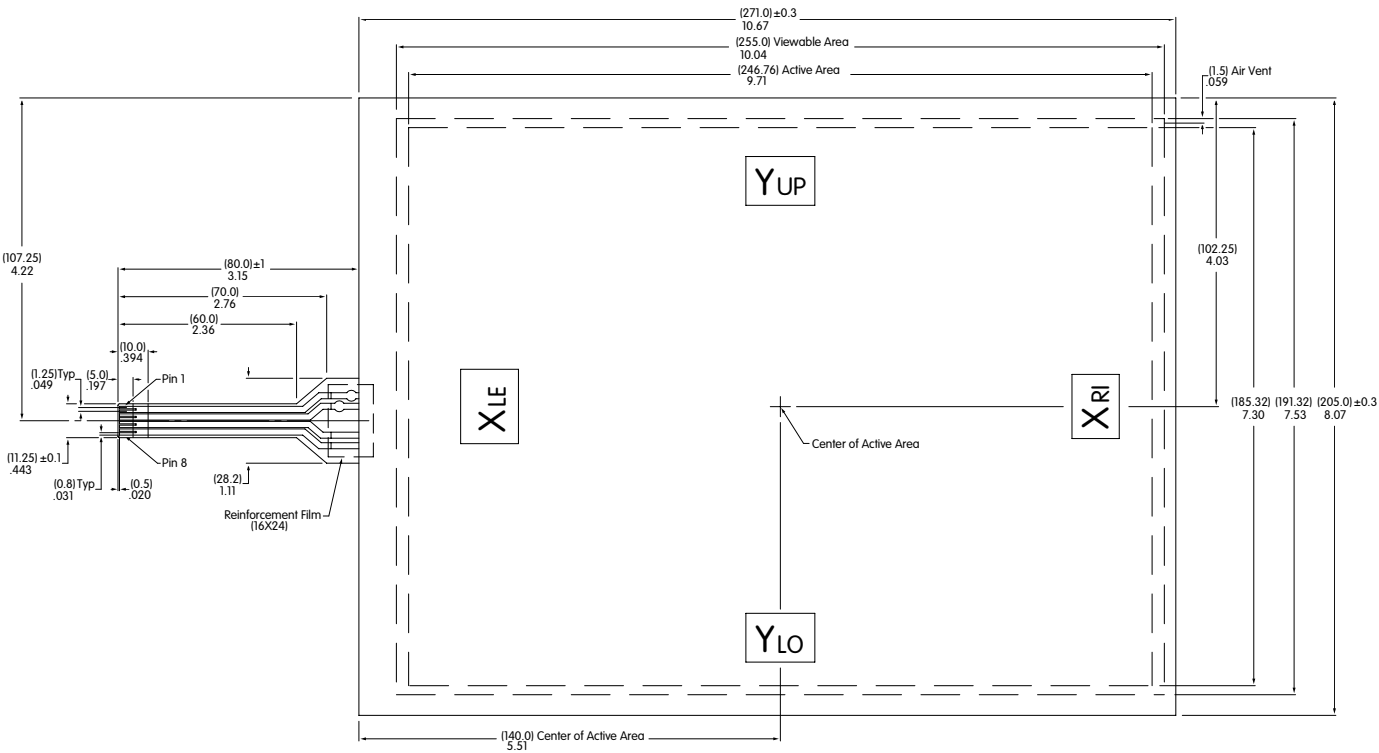 (271.0)±0.3
10.67
(255.0) Viewable Area
10.04
(246.76) Active Area
9.71
(1.5) Air Vent
.059
YUP
(107.25)
4.22
(102.25)
4.03
(80.0)±1
3.15
(70.0)
2.76
(60.0)
2.36
(10.0)
.394
(1.25)Typ
.049
(5.0)
.197
Pin 1
XLE
XRI
(185.32)
7.30
(191.32)
7.53
(205.0)±0.3
8.07
Center of Active Area
(11.25) ±0.1
.443
Pin 8
(0.8)Typ
.031
(0.5)
.020
(28.2)
1.11
Reinforcement Film
(16X24)
YLO
(140.0) Center of Active Area
5.51